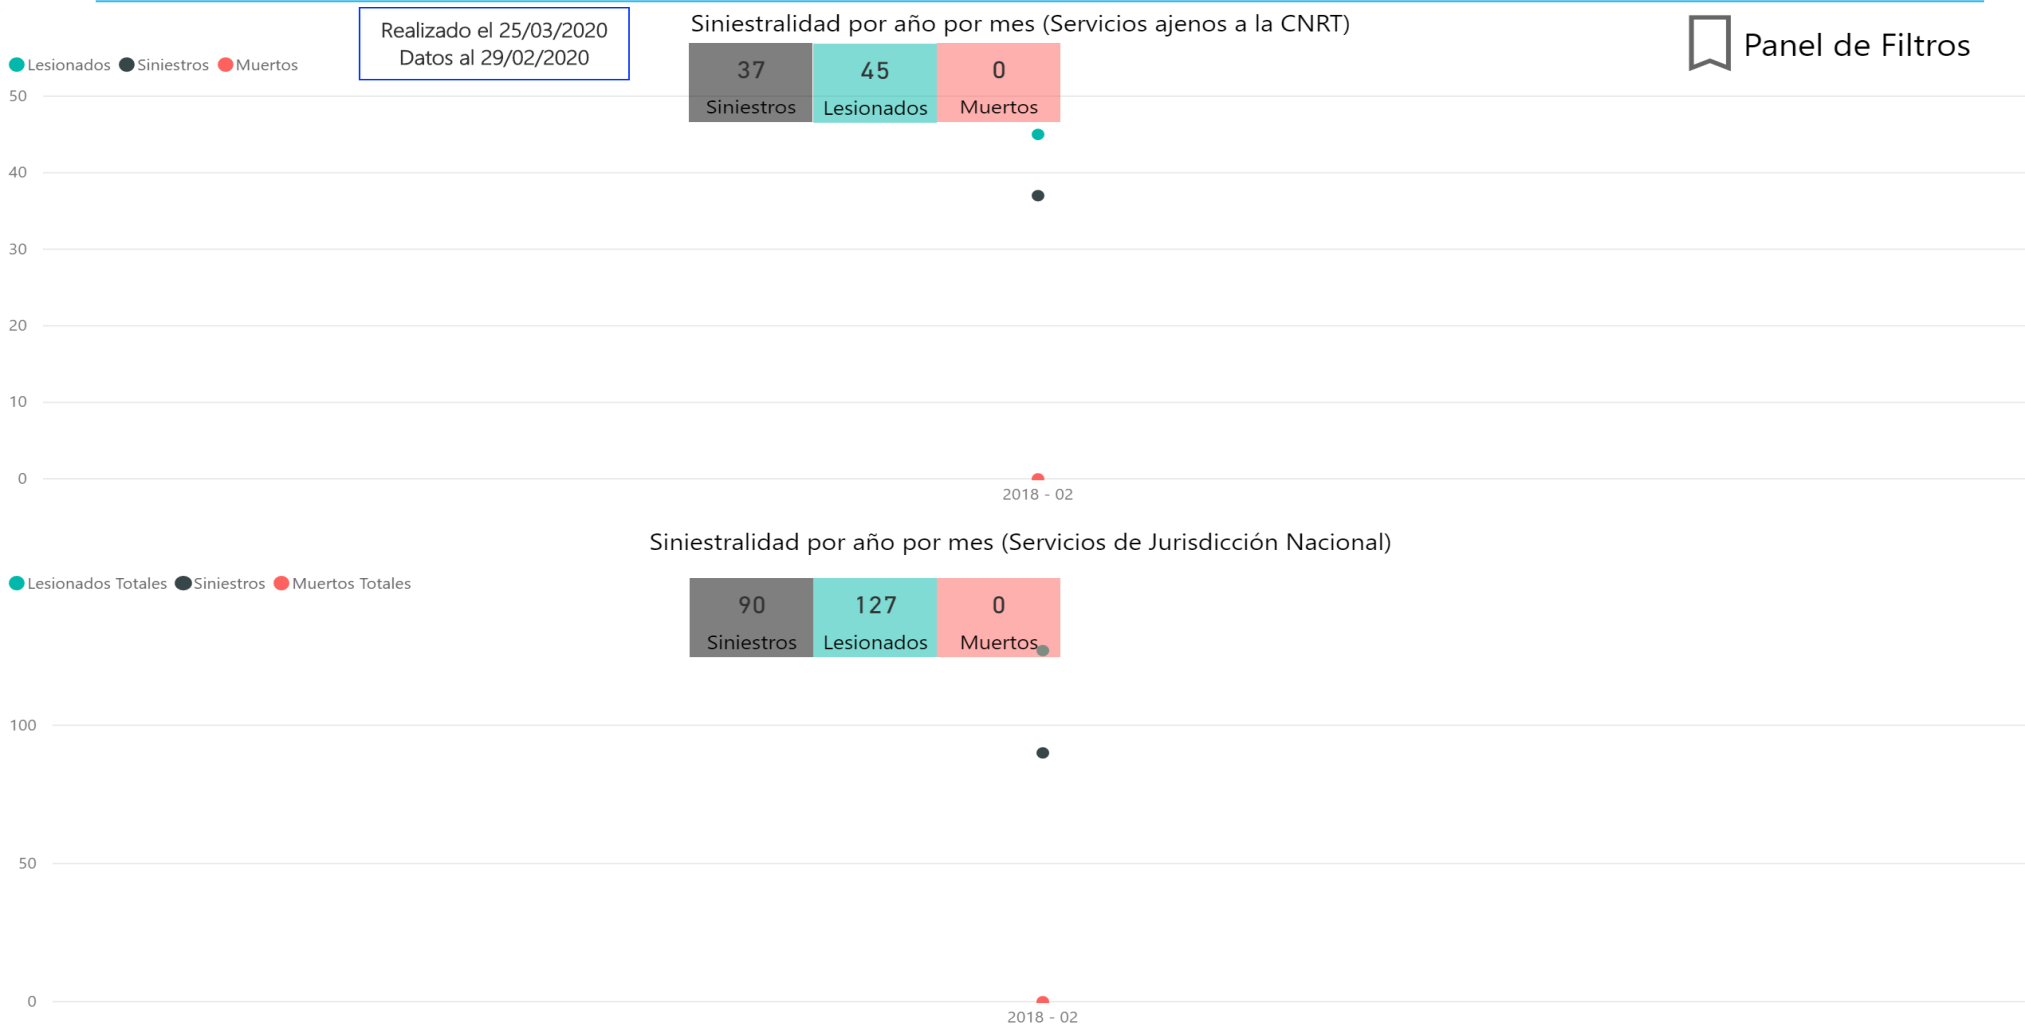 Realizado el 25/03/2020
Datos al 29/02/2020
Siniestralidad por año por mes (Servicios ajenos a la CNRT)
Panel de Filtros
Lesionados Siniestros Muertos
37 45 0
Siniestros Lesionados Muertos
50
40
30
20
10
0
2018 - 02
Siniestralidad por año por mes (Servicios de Jurisdicción Nacional)
Lesionados Totales Siniestros Muertos Totales
90 127 0
Siniestros Lesionados Muertos
100
50
0
2018 - 02